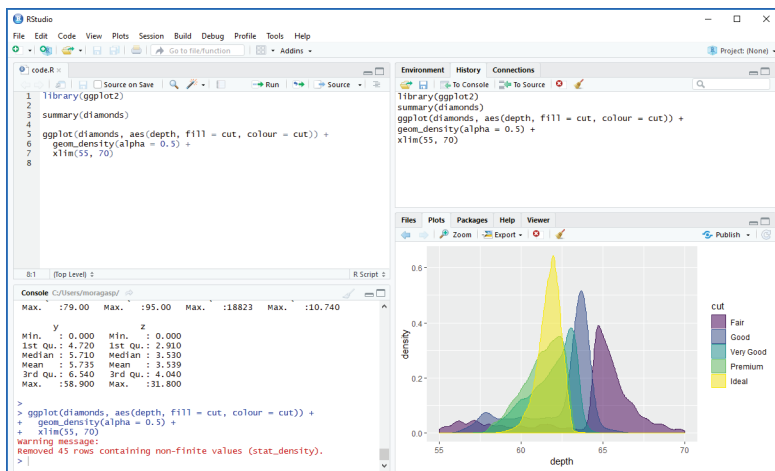 RStudio
File Edit Code View Plots Session Build Debug Profile Tools Help
Go to file/function Addins Project: (None)
code.R
Source on Save Run Source
1 library(ggplot2)
2
3 summary(diamonds)
4
5 ggplot(diamonds, aes(depth, fill = cut, colour = cut)) +
6 geom_density(alpha = 0.5) +
7 xlim(55, 70)
8
8:1 (Top Level) R Script
Console C:/Users/moragasp/
Max. :79.00 Max. :95.00 Max. :18823 Max. :10.740
y z
Min. : 0.000 Min. : 0.000
1st Qu.: 4.720 1st Qu.: 2.910
Median : 5.710 Median : 3.530
Mean : 5.735 Mean : 3.539
3rd Qu.: 6.540 3rd Qu.: 4.040
Max. :58.900 Max. :31.800
>
> ggplot(diamonds, aes(depth, fill = cut, colour = cut)) +
+ geom_density(alpha = 0.5) +
+ xlim(55, 70)
Warning message:
Removed 45 rows containing non-finite values (stat_density).
>
Environment History Connections
To Console To Source
library(ggplot2)
summary(diamonds)
ggplot(diamonds, aes(depth, fill = cut, colour = cut)) +
geom_density(alpha = 0.5) +
xlim(55, 70)
Files Plots Packages Help Viewer
Zoom Export Publish
0.6
0.4
0.2
0.0
density
55 60 65 70
depth
cut
Fair
Good
Very Good
Premium
Ideal